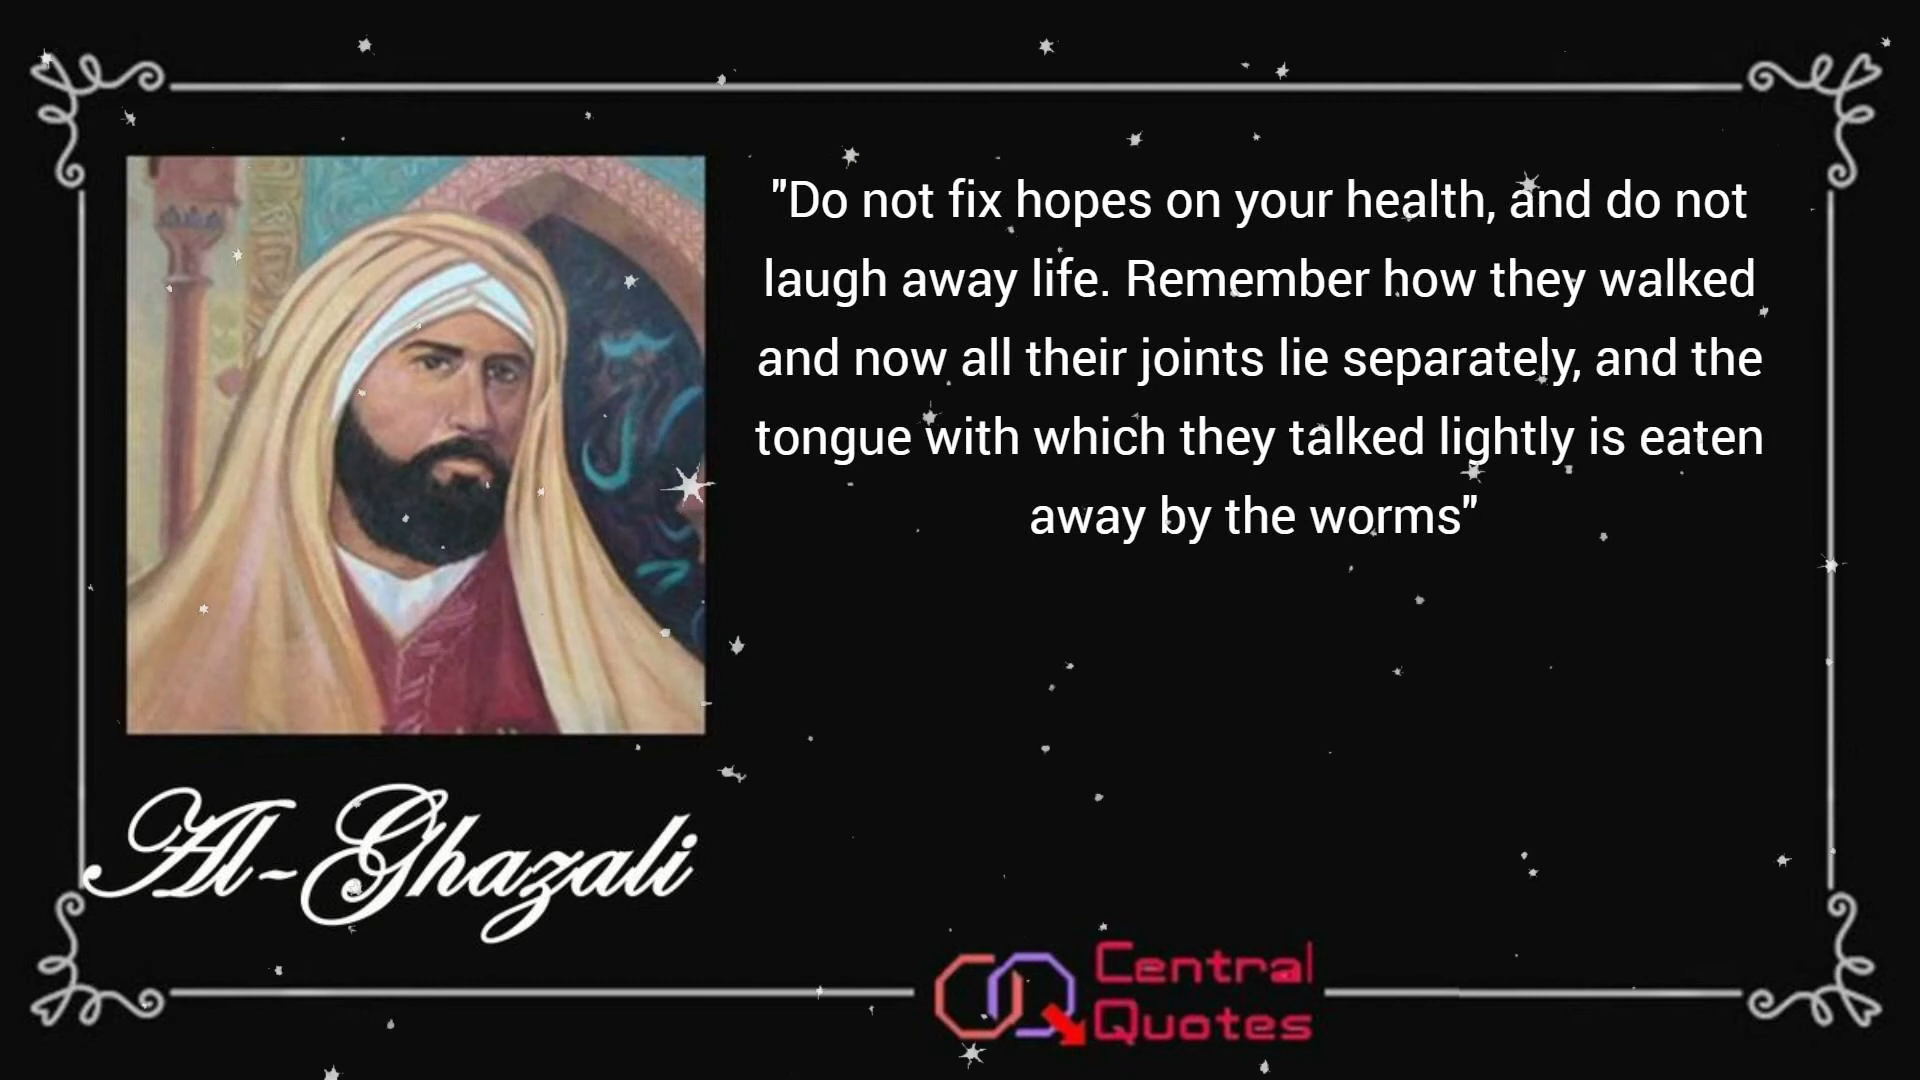 "Do not fix hopes on your health, and do not
laugh away life. Remember how they walked
and now all their joints lie separately, and the
tongue with which they talked lightly is eaten
away by the worms"
Al-Ghazali
Central
Quotes